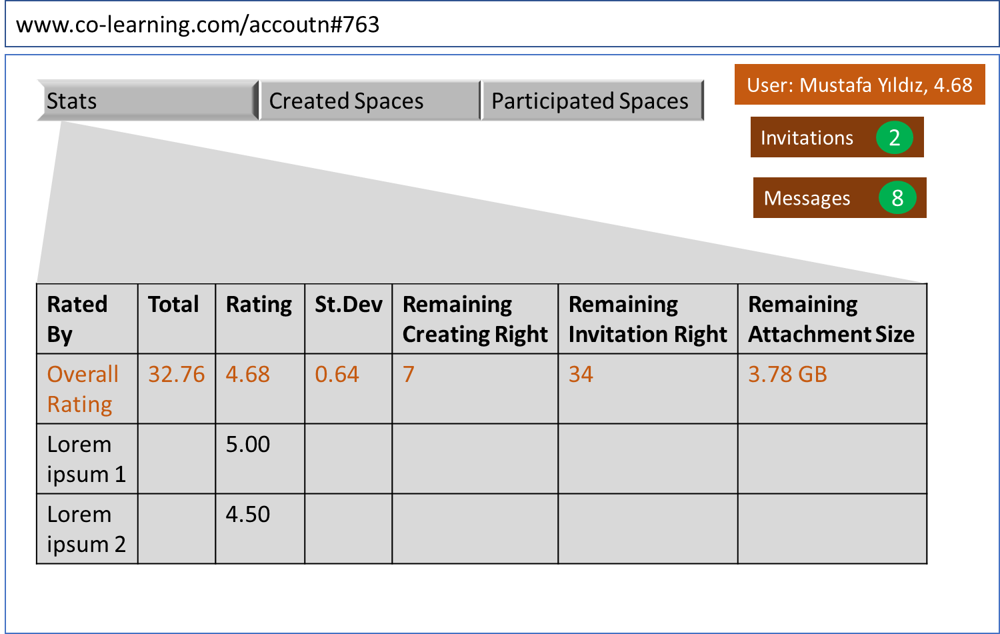 www.co-learning.com/accoutn#763
Stats
Created Spaces
Participated Spaces
User: Mustafa Yıldız, 4.68
Invitations 2
Messages 8
Rated By Total Rating St.Dev Remaining Creating Right Remaining Invitation Right Remaining Attachment Size
Overall Rating 32.76 4.68 0.64 7 34 3.78 GB
Lorem ipsum 1 5.00
Lorem ipsum 2 4.50